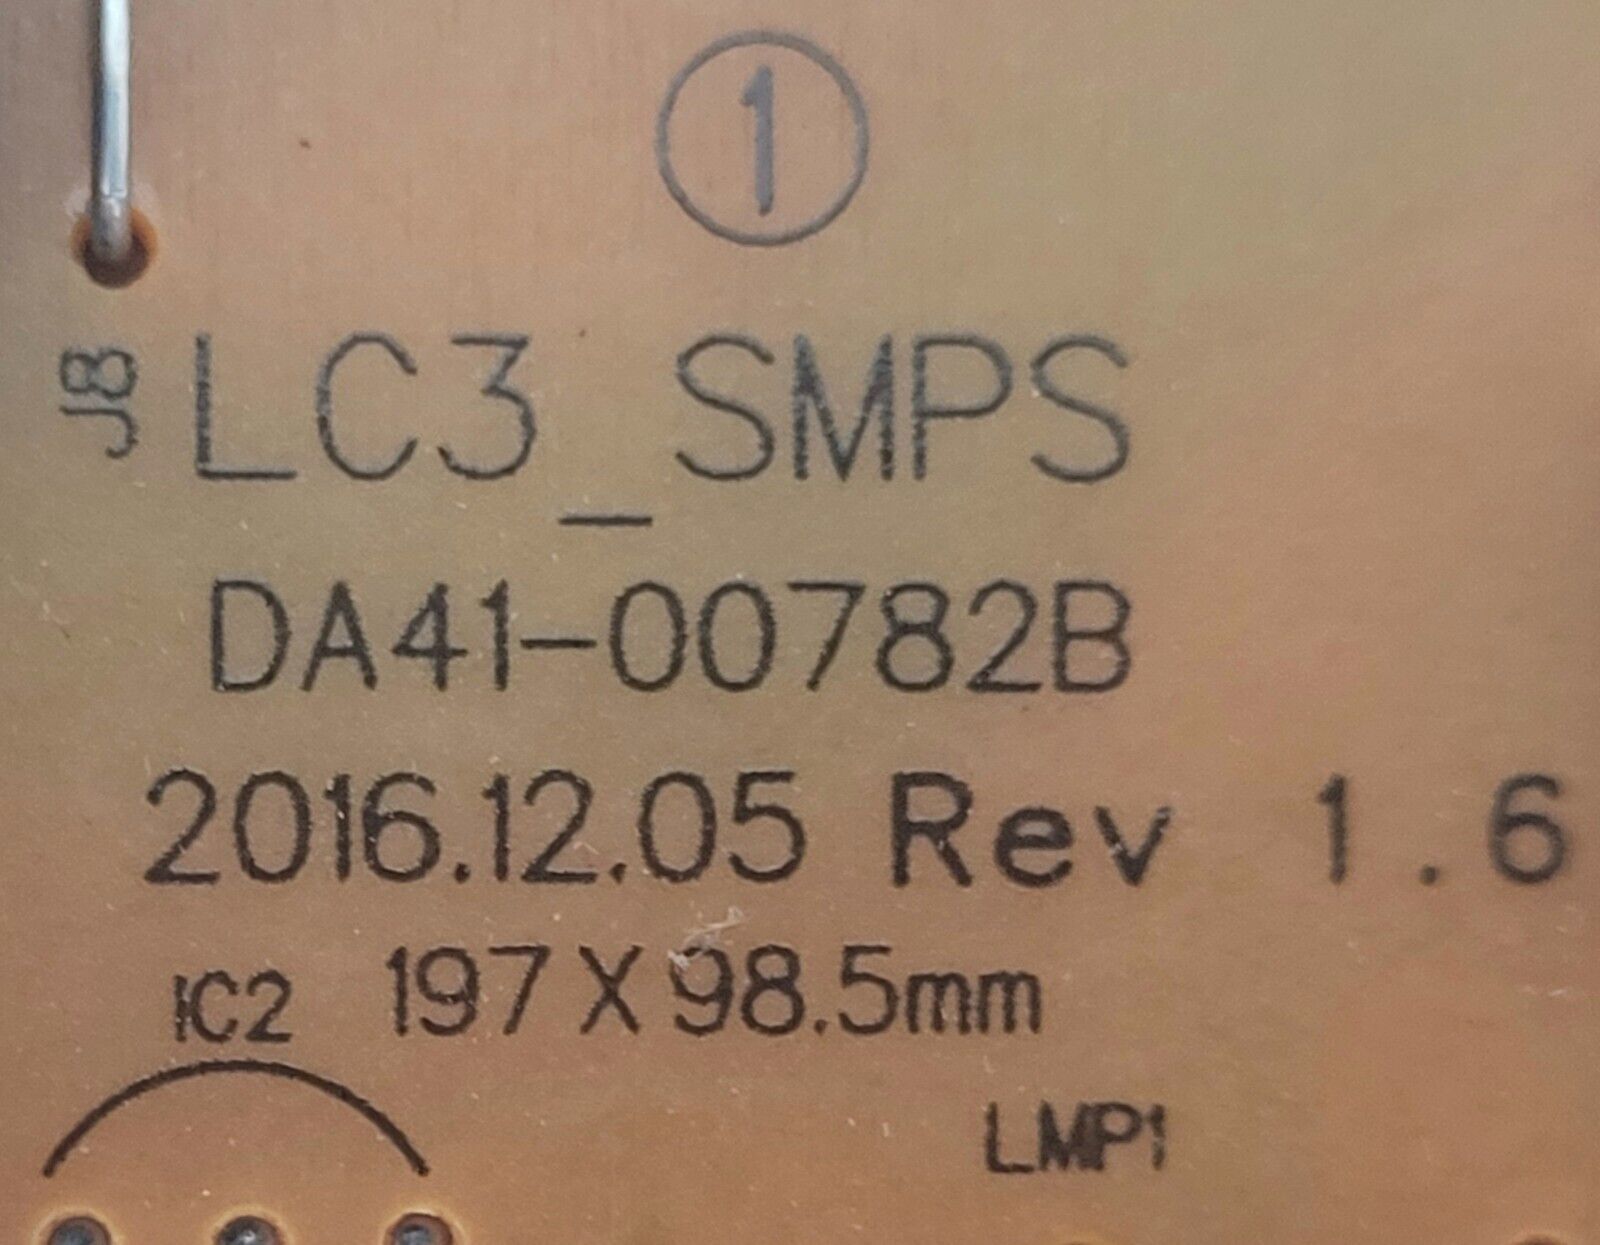 1
J8
LC3_SMPS
DA41-00782B
2016.12.05 Rev 1.6
IC2 197 X 98.5mm
LMP1